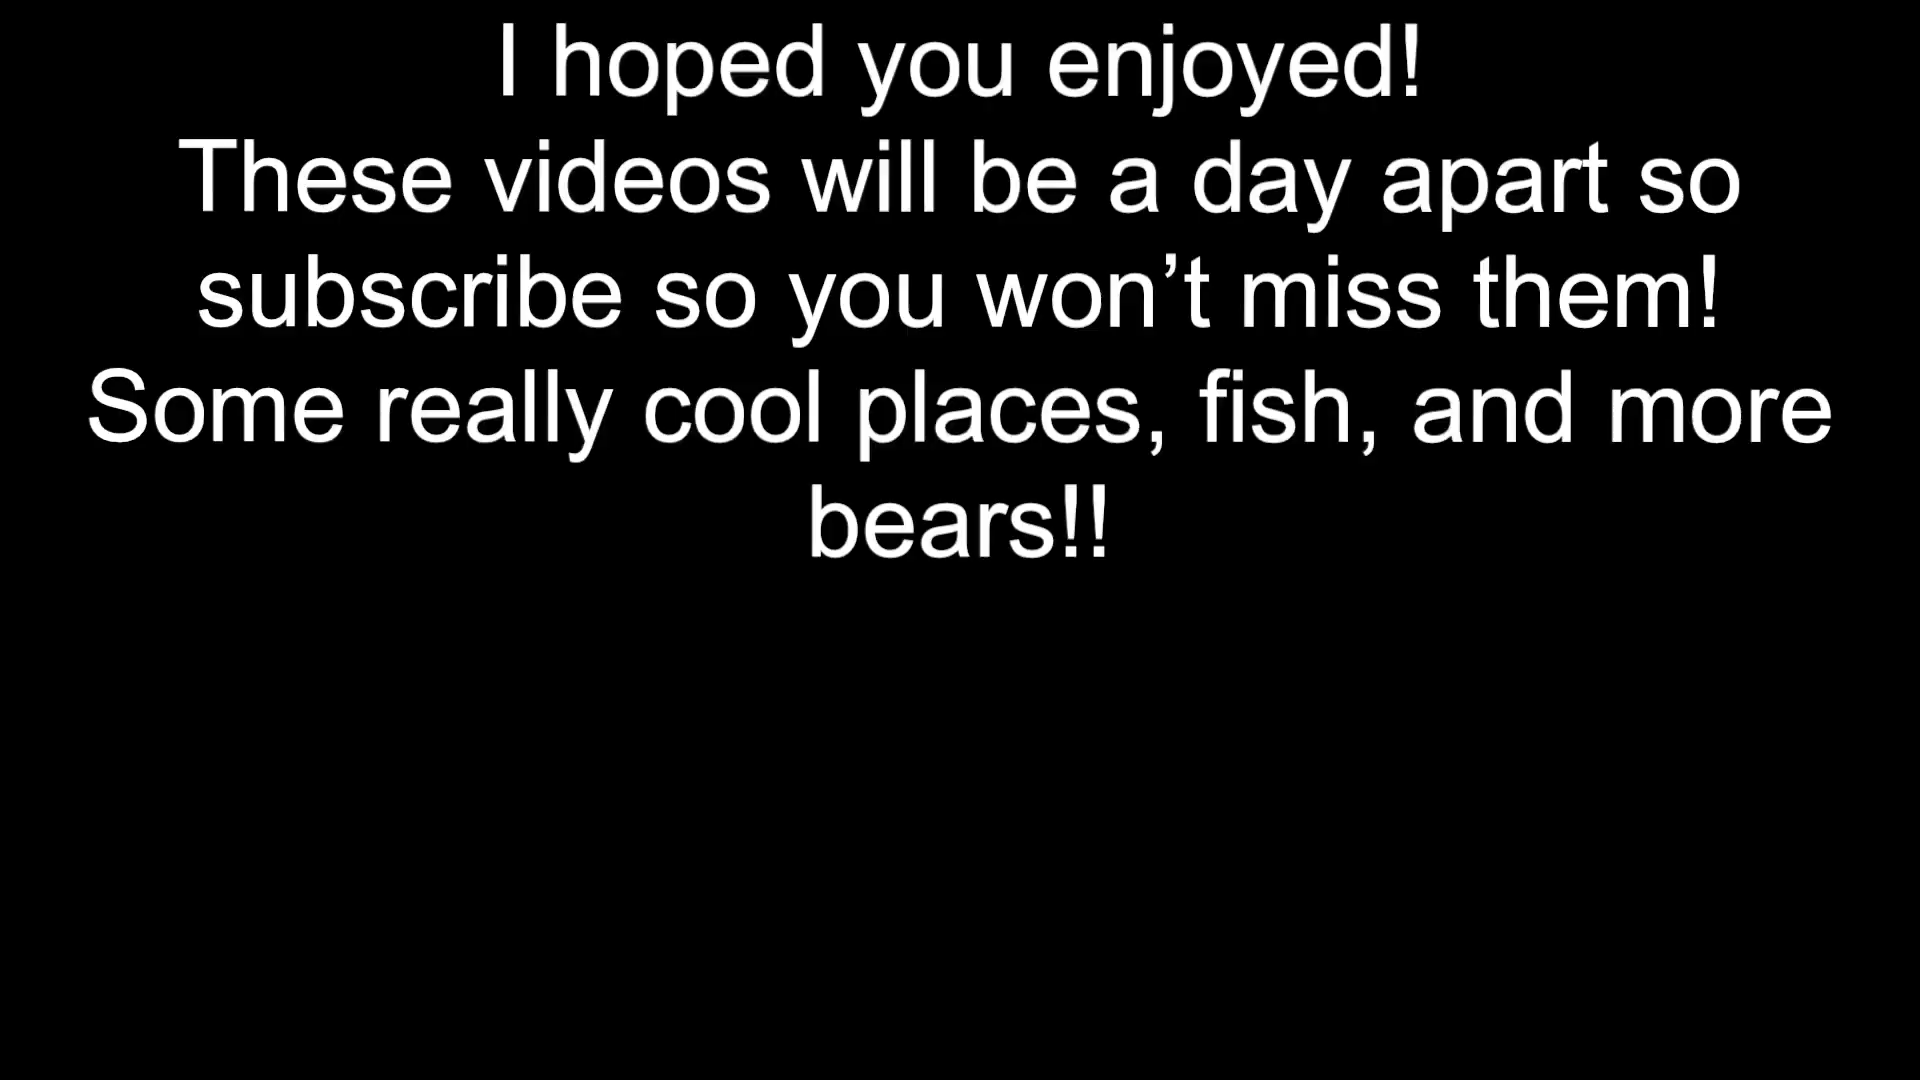 I hoped you enjoyed!
These videos will be a day apart so
subscribe so you won’t miss them!
Some really cool places, fish, and more
bears!!